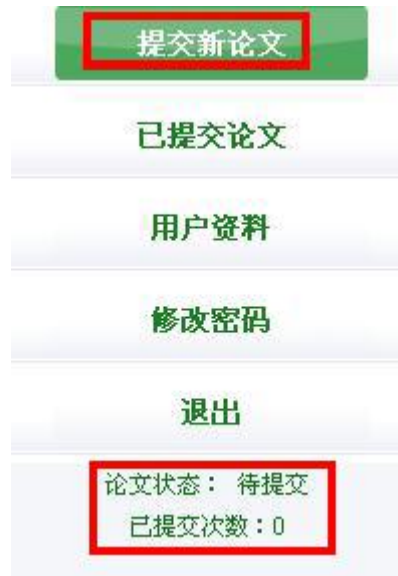 提交新论文
已提交论文
用户资料
修改密码
退出
论文状态： 待提交
已提交次数：0